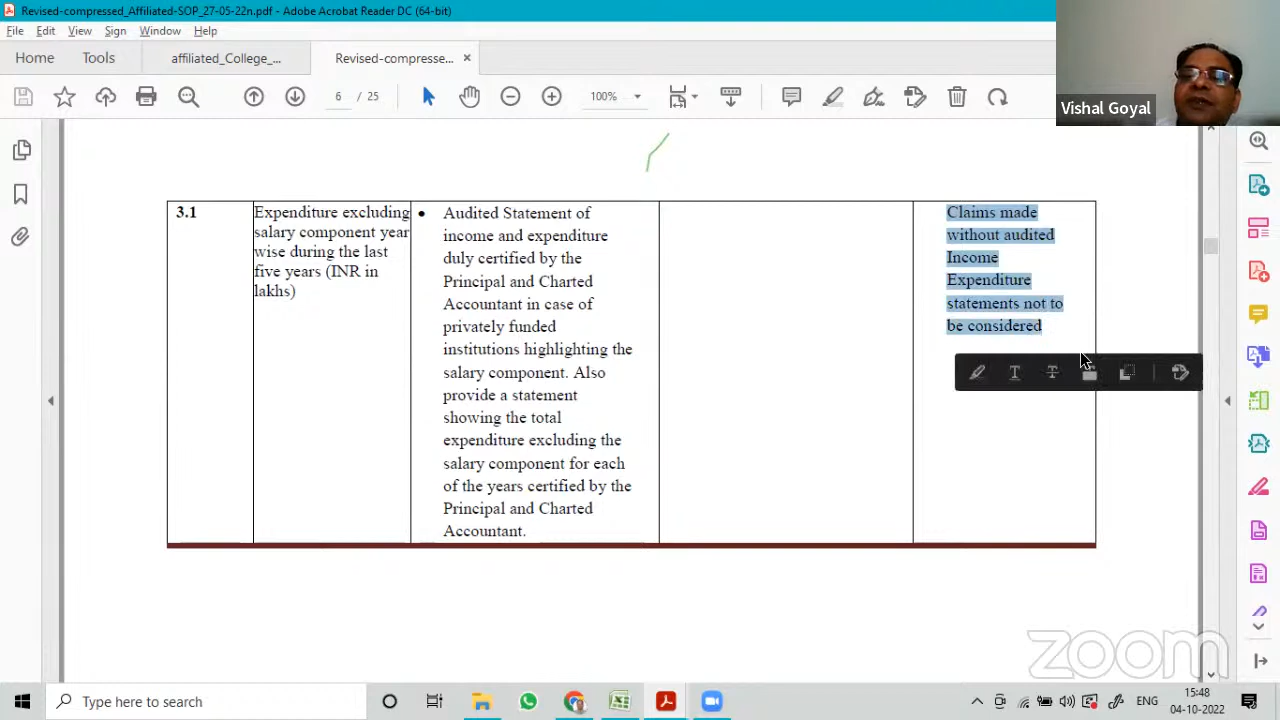 Revised-compressed_Affiliated-SOP_27-05-22n.pdf - Adobe Acrobat Reader DC (64-bit)
File Edit View Sign Window Help
Home Tools affiliated_College_... Revised-compresse... ×
6 / 25 100%
Vishal Goyal
3.1
Expenditure excluding
salary component year
wise during the last
five years (INR in
lakhs)
• Audited Statement of
income and expenditure
duly certified by the
Principal and Charted
Accountant in case of
privately funded
institutions highlighting the
salary component. Also
provide a statement
showing the total
expenditure excluding the
salary component for each
of the years certified by the
Principal and Charted
Accountant.
Claims made
without audited
Income
Expenditure
statements not to
be considered
zoom
Type here to search
ENG
15:48
04-10-2022